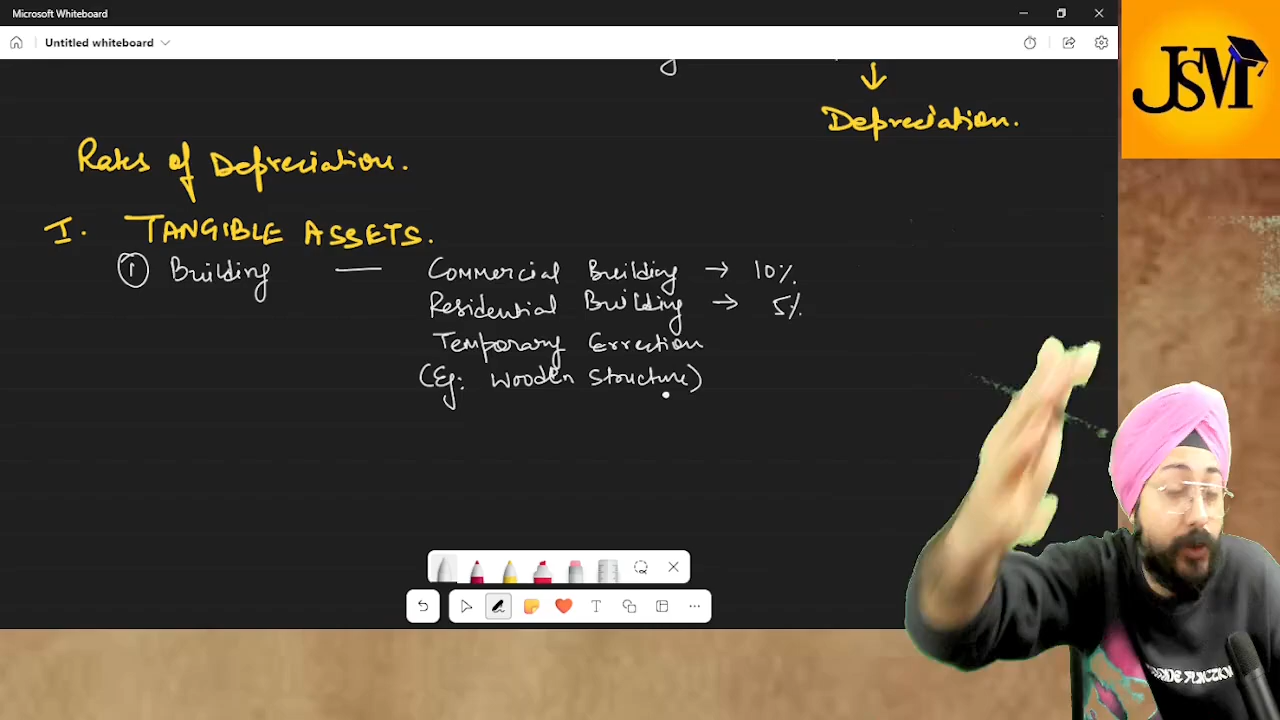 Microsoft Whiteboard
Untitled whiteboard
JSM
Depreciation.
Rates of Depreciation.
I. TANGIBLE ASSETS.
① Building — Commercial Building → 10%
Residential Building → 5%
Temporary Errection
(Eg: Wooden Structure)